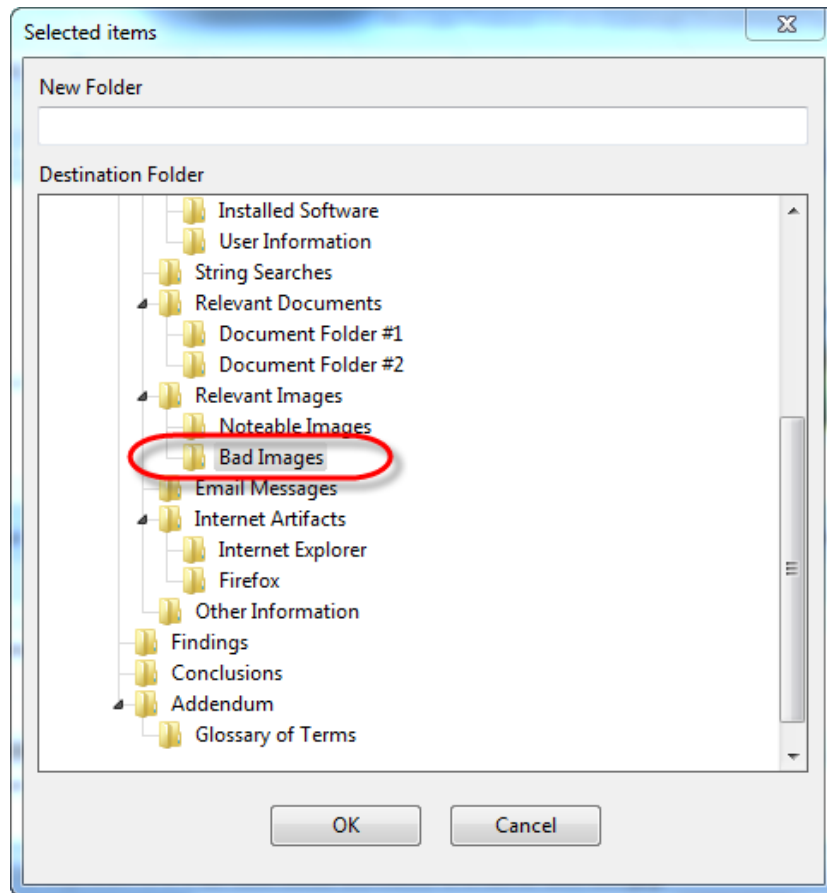 Selected items
New Folder
Destination Folder
Installed Software
User Information
String Searches
Relevant Documents
Document Folder #1
Document Folder #2
Relevant Images
Noteable Images
Bad Images
Email Messages
Internet Artifacts
Internet Explorer
Firefox
Other Information
Findings
Conclusions
Addendum
Glossary of Terms
OK Cancel